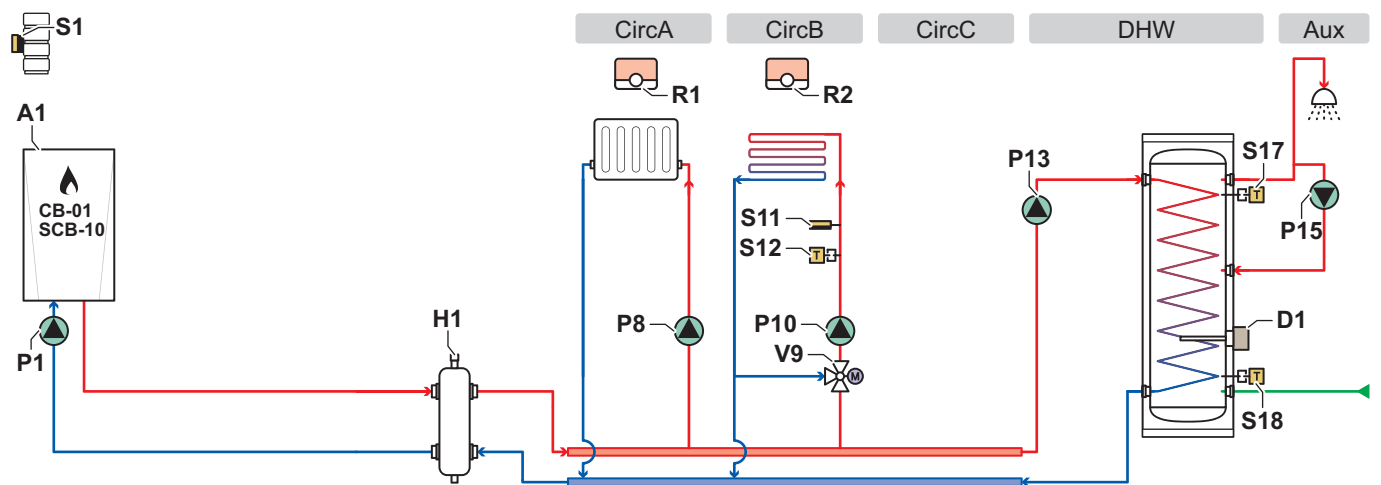 S1
CircA
CircB
CircC
DHW
Aux
R1
R2
A1
CB-01
SCB-10
P13
S17
S11
T
S12
T
P15
P1
H1
P8
P10
V9
M
D1
T
S18